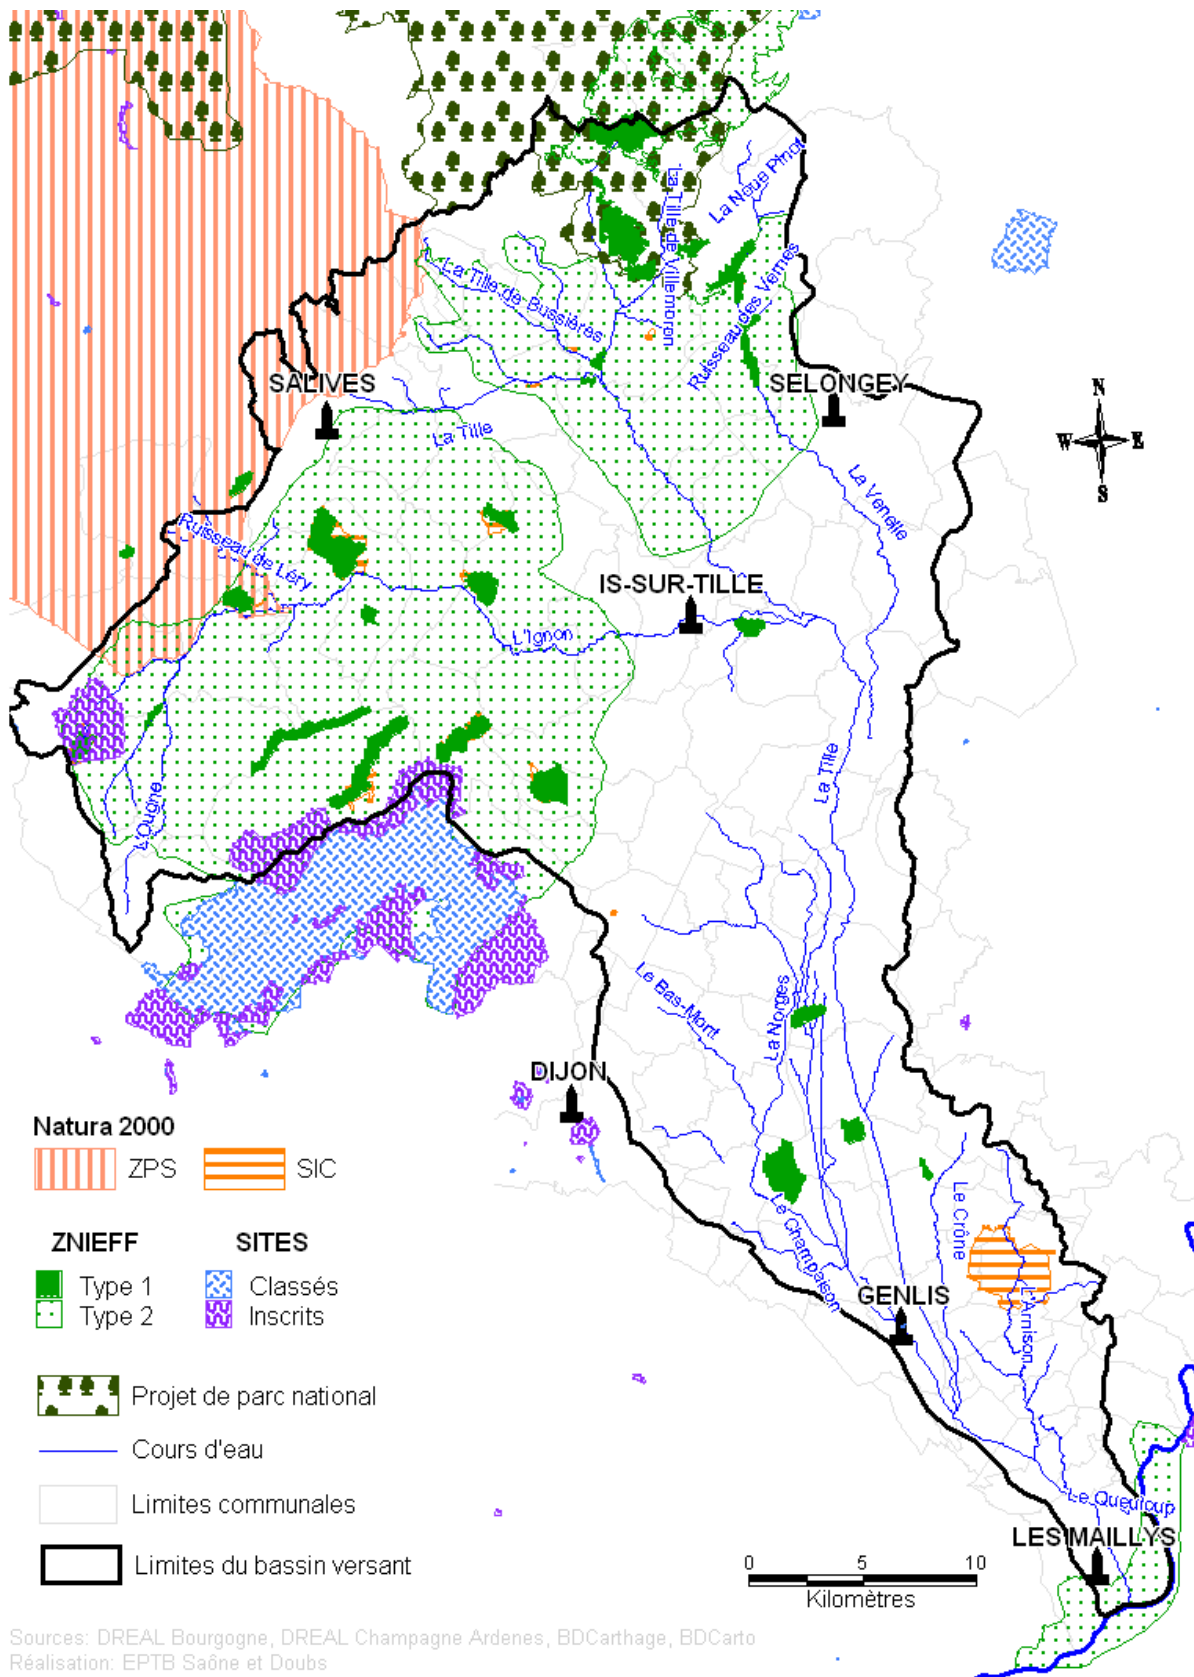 La Noue Pinot
La Tille de Villemoron
La Tille de Bussières
Ruisseau des Vernes
SALIVES
SELONGEY
N
W E
S
La Tille
La Venelle
Ruisseau de Léry
IS-SUR-TILLE
L'Ignon
La Tille
L'Ougne
Le Bas-Mont
La Norges
DIJON
Natura 2000
ZPS SIC
ZNIEFF SITES
Type 1 Classés
Type 2 Inscrits
Le Crône
Le Champaison
L'Arnison
GENLIS
Projet de parc national
Cours d'eau
Limites communales
Le Queuloup
LES MAILLYS
Limites du bassin versant
0 5 10
Kilomètres
Sources: DREAL Bourgogne, DREAL Champagne Ardenes, BDCarthage, BDCarto
Réalisation: EPTB Saône et Doubs